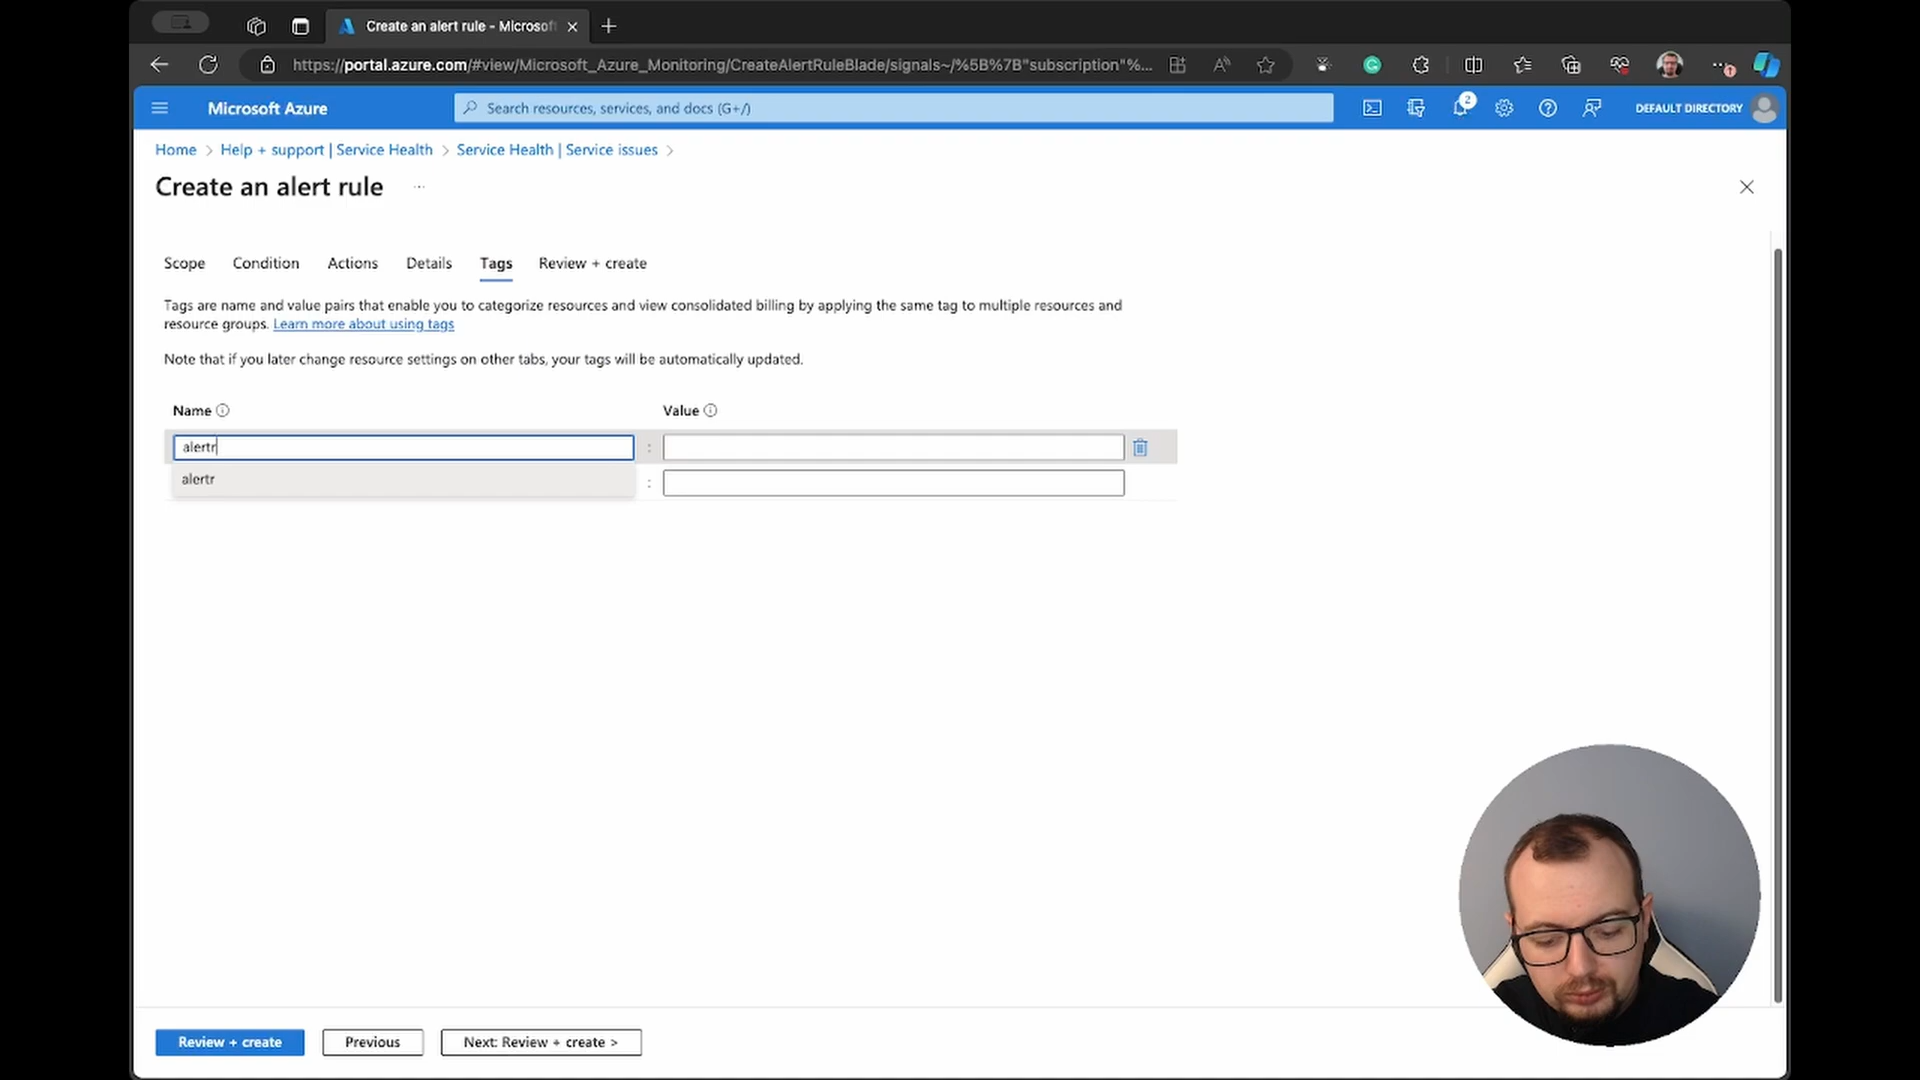 Create an alert rule - Microsof
https://portal.azure.com/#view/Microsoft_Azure_Monitoring/CreateAlertRuleBlade/signals~/%5B%7B"subscription"%...
Microsoft Azure
Search resources, services, and docs (G+/)
2
DEFAULT DIRECTORY
Home > Help + support | Service Health > Service Health | Service issues >
Create an alert rule ...
Scope Condition Actions Details Tags Review + create
Tags are name and value pairs that enable you to categorize resources and view consolidated billing by applying the same tag to multiple resources and
resource groups. Learn more about using tags
Note that if you later change resource settings on other tabs, your tags will be automatically updated.
Name Value
alertr :
alertr :
Review + create Previous Next: Review + create >